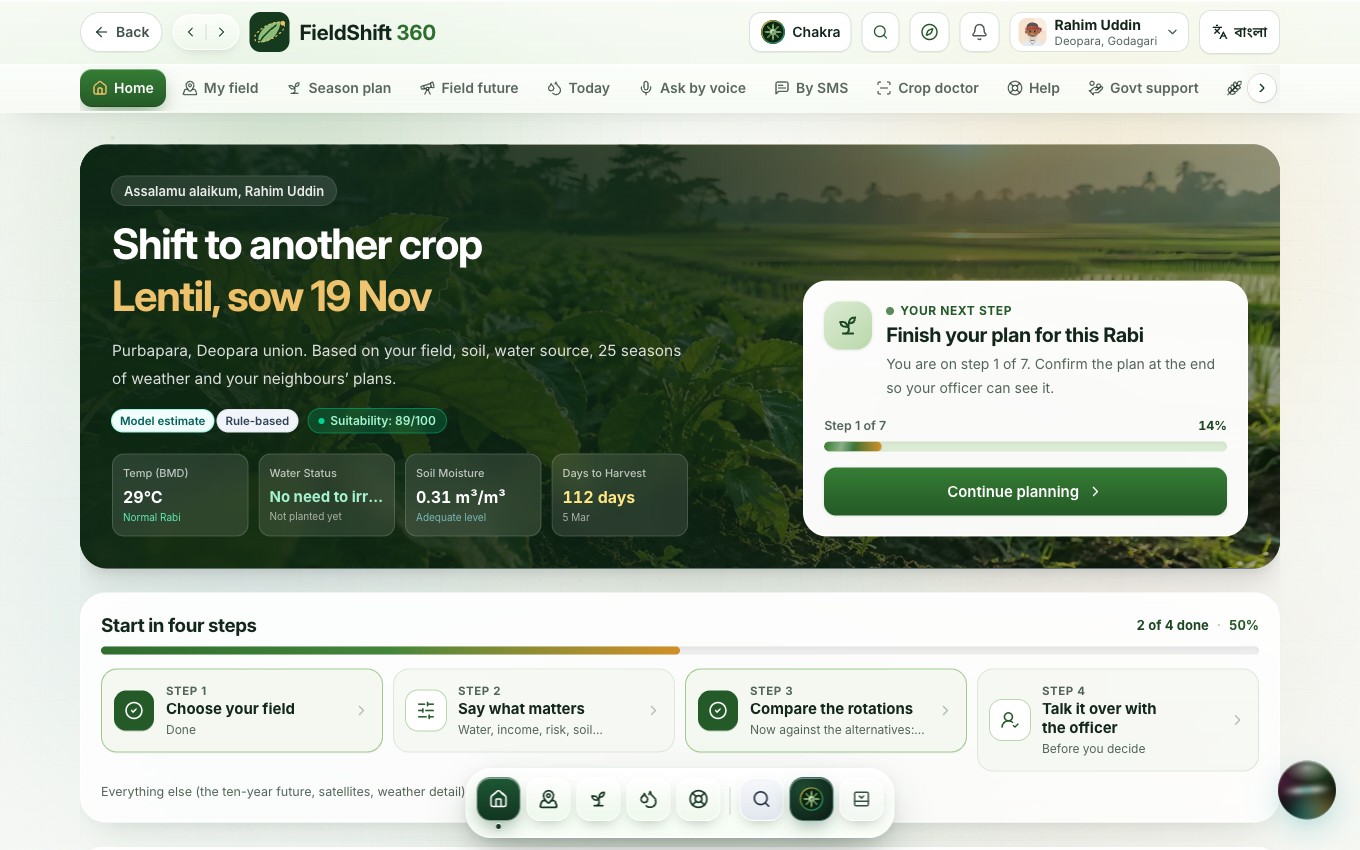 Back
FieldShift 360
Chakra
Rahim Uddin
Deopara, Godagari
বাংলা
Home
My field
Season plan
Field future
Today
Ask by voice
By SMS
Crop doctor
Help
Govt support
Assalamu alaikum, Rahim Uddin
Shift to another crop
Lentil, sow 19 Nov
Purbapara, Deopara union. Based on your field, soil, water source, 25 seasons
of weather and your neighbours’ plans.
Model estimate
Rule-based
Suitability: 89/100
Temp (BMD)
29°C
Normal Rabi
Water Status
No need to irr...
Not planted yet
Soil Moisture
0.31 m³/m³
Adequate level
Days to Harvest
112 days
5 Mar
YOUR NEXT STEP
Finish your plan for this Rabi
You are on step 1 of 7. Confirm the plan at the end
so your officer can see it.
Step 1 of 7
14%
Continue planning
Start in four steps
2 of 4 done · 50%
STEP 1
Choose your field
Done
STEP 2
Say what matters
Water, income, risk, soil...
STEP 3
Compare the rotations
Now against the alternatives:...
STEP 4
Talk it over with
the officer
Before you decide
Everything else (the ten-year future, satellites, weather detail)